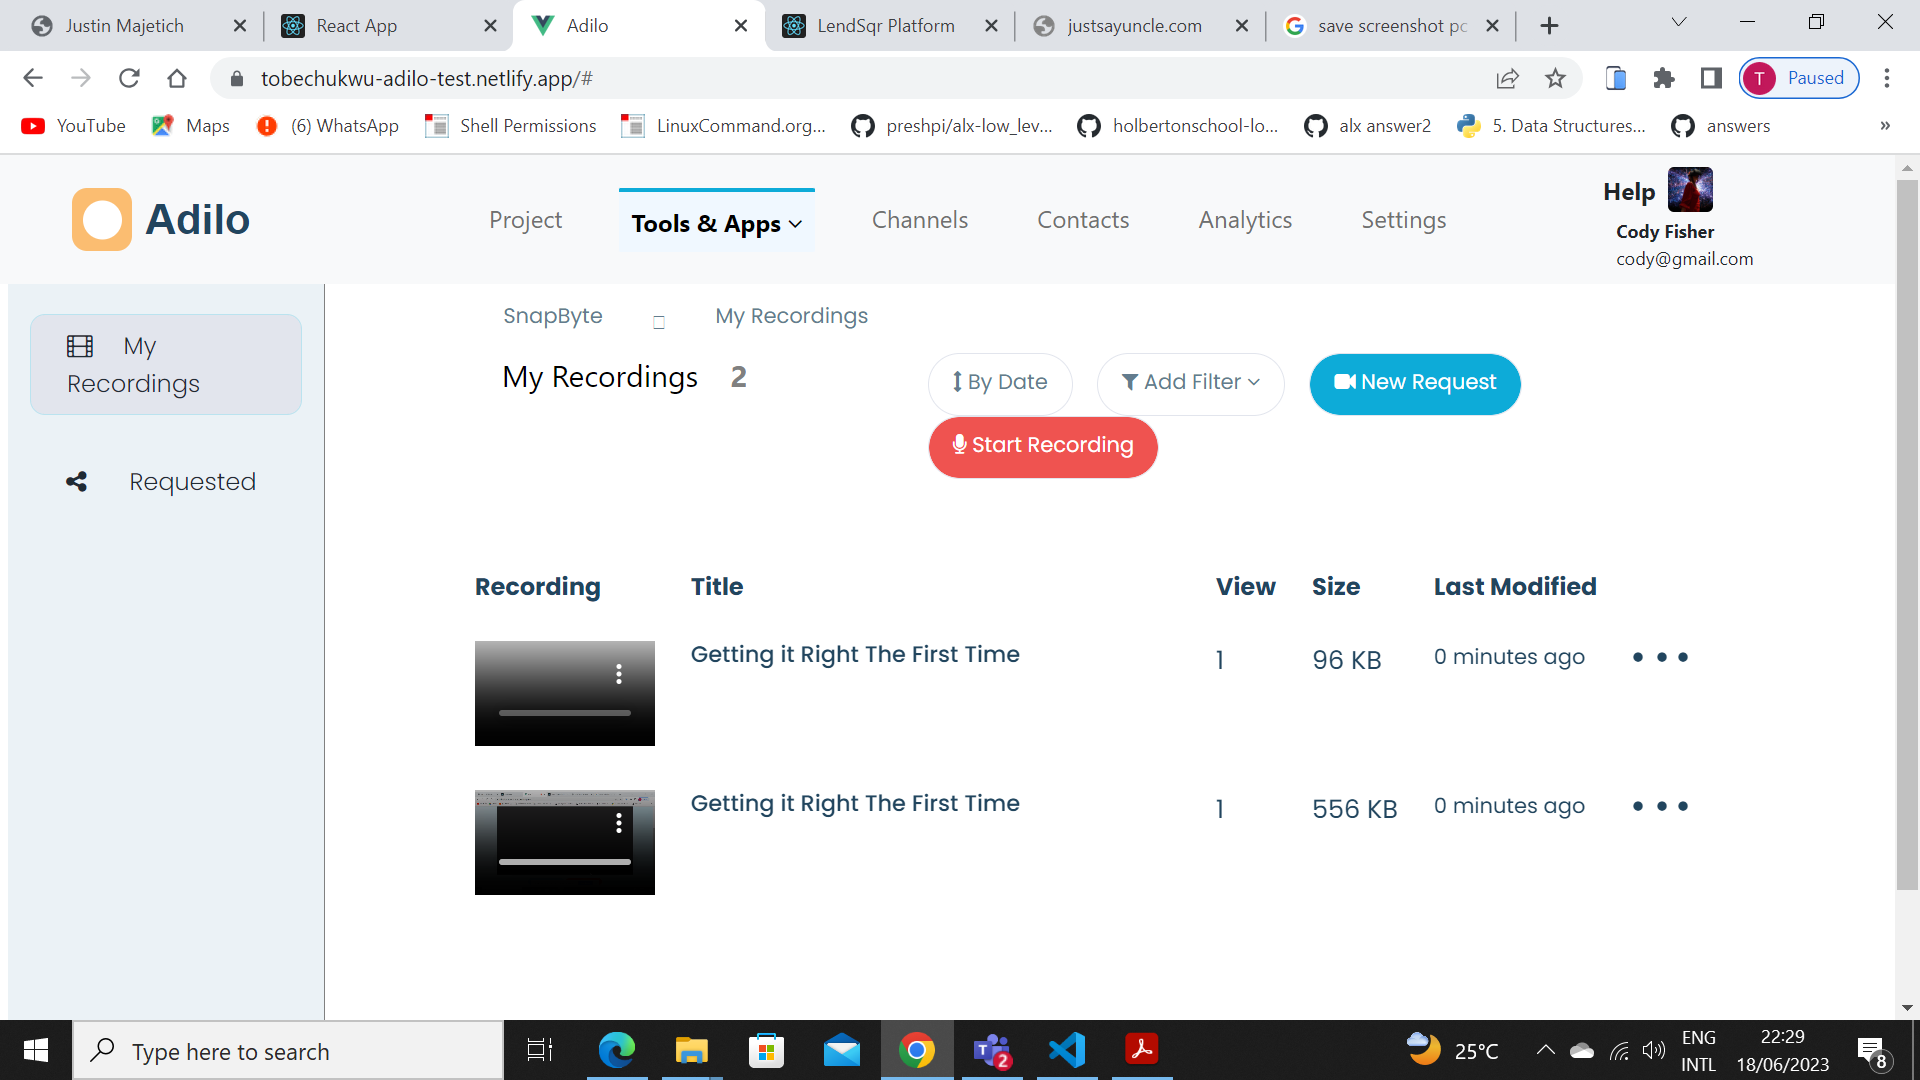 Justin Majetich
React App
Adilo
LendSqr Platform
justsayuncle.com
save screenshot pc
tobechukwu-adilo-test.netlify.app/#
T Paused
YouTube
Maps
(6) WhatsApp
Shell Permissions
LinuxCommand.org...
preshpi/alx-low_lev...
holbertonschool-lo...
alx answer2
5. Data Structures...
answers
»
Adilo
Project
Tools & Apps
Channels
Contacts
Analytics
Settings
Help
Cody Fisher
cody@gmail.com
My
Recordings
Requested
SnapByte
My Recordings
My Recordings 2
By Date
Add Filter
New Request
Start Recording
Recording Title View Size Last Modified
Getting it Right The First Time 1 96 KB 0 minutes ago
Getting it Right The First Time 1 556 KB 0 minutes ago
Type here to search
2
25°C
ENG
INTL
22:29
18/06/2023
8